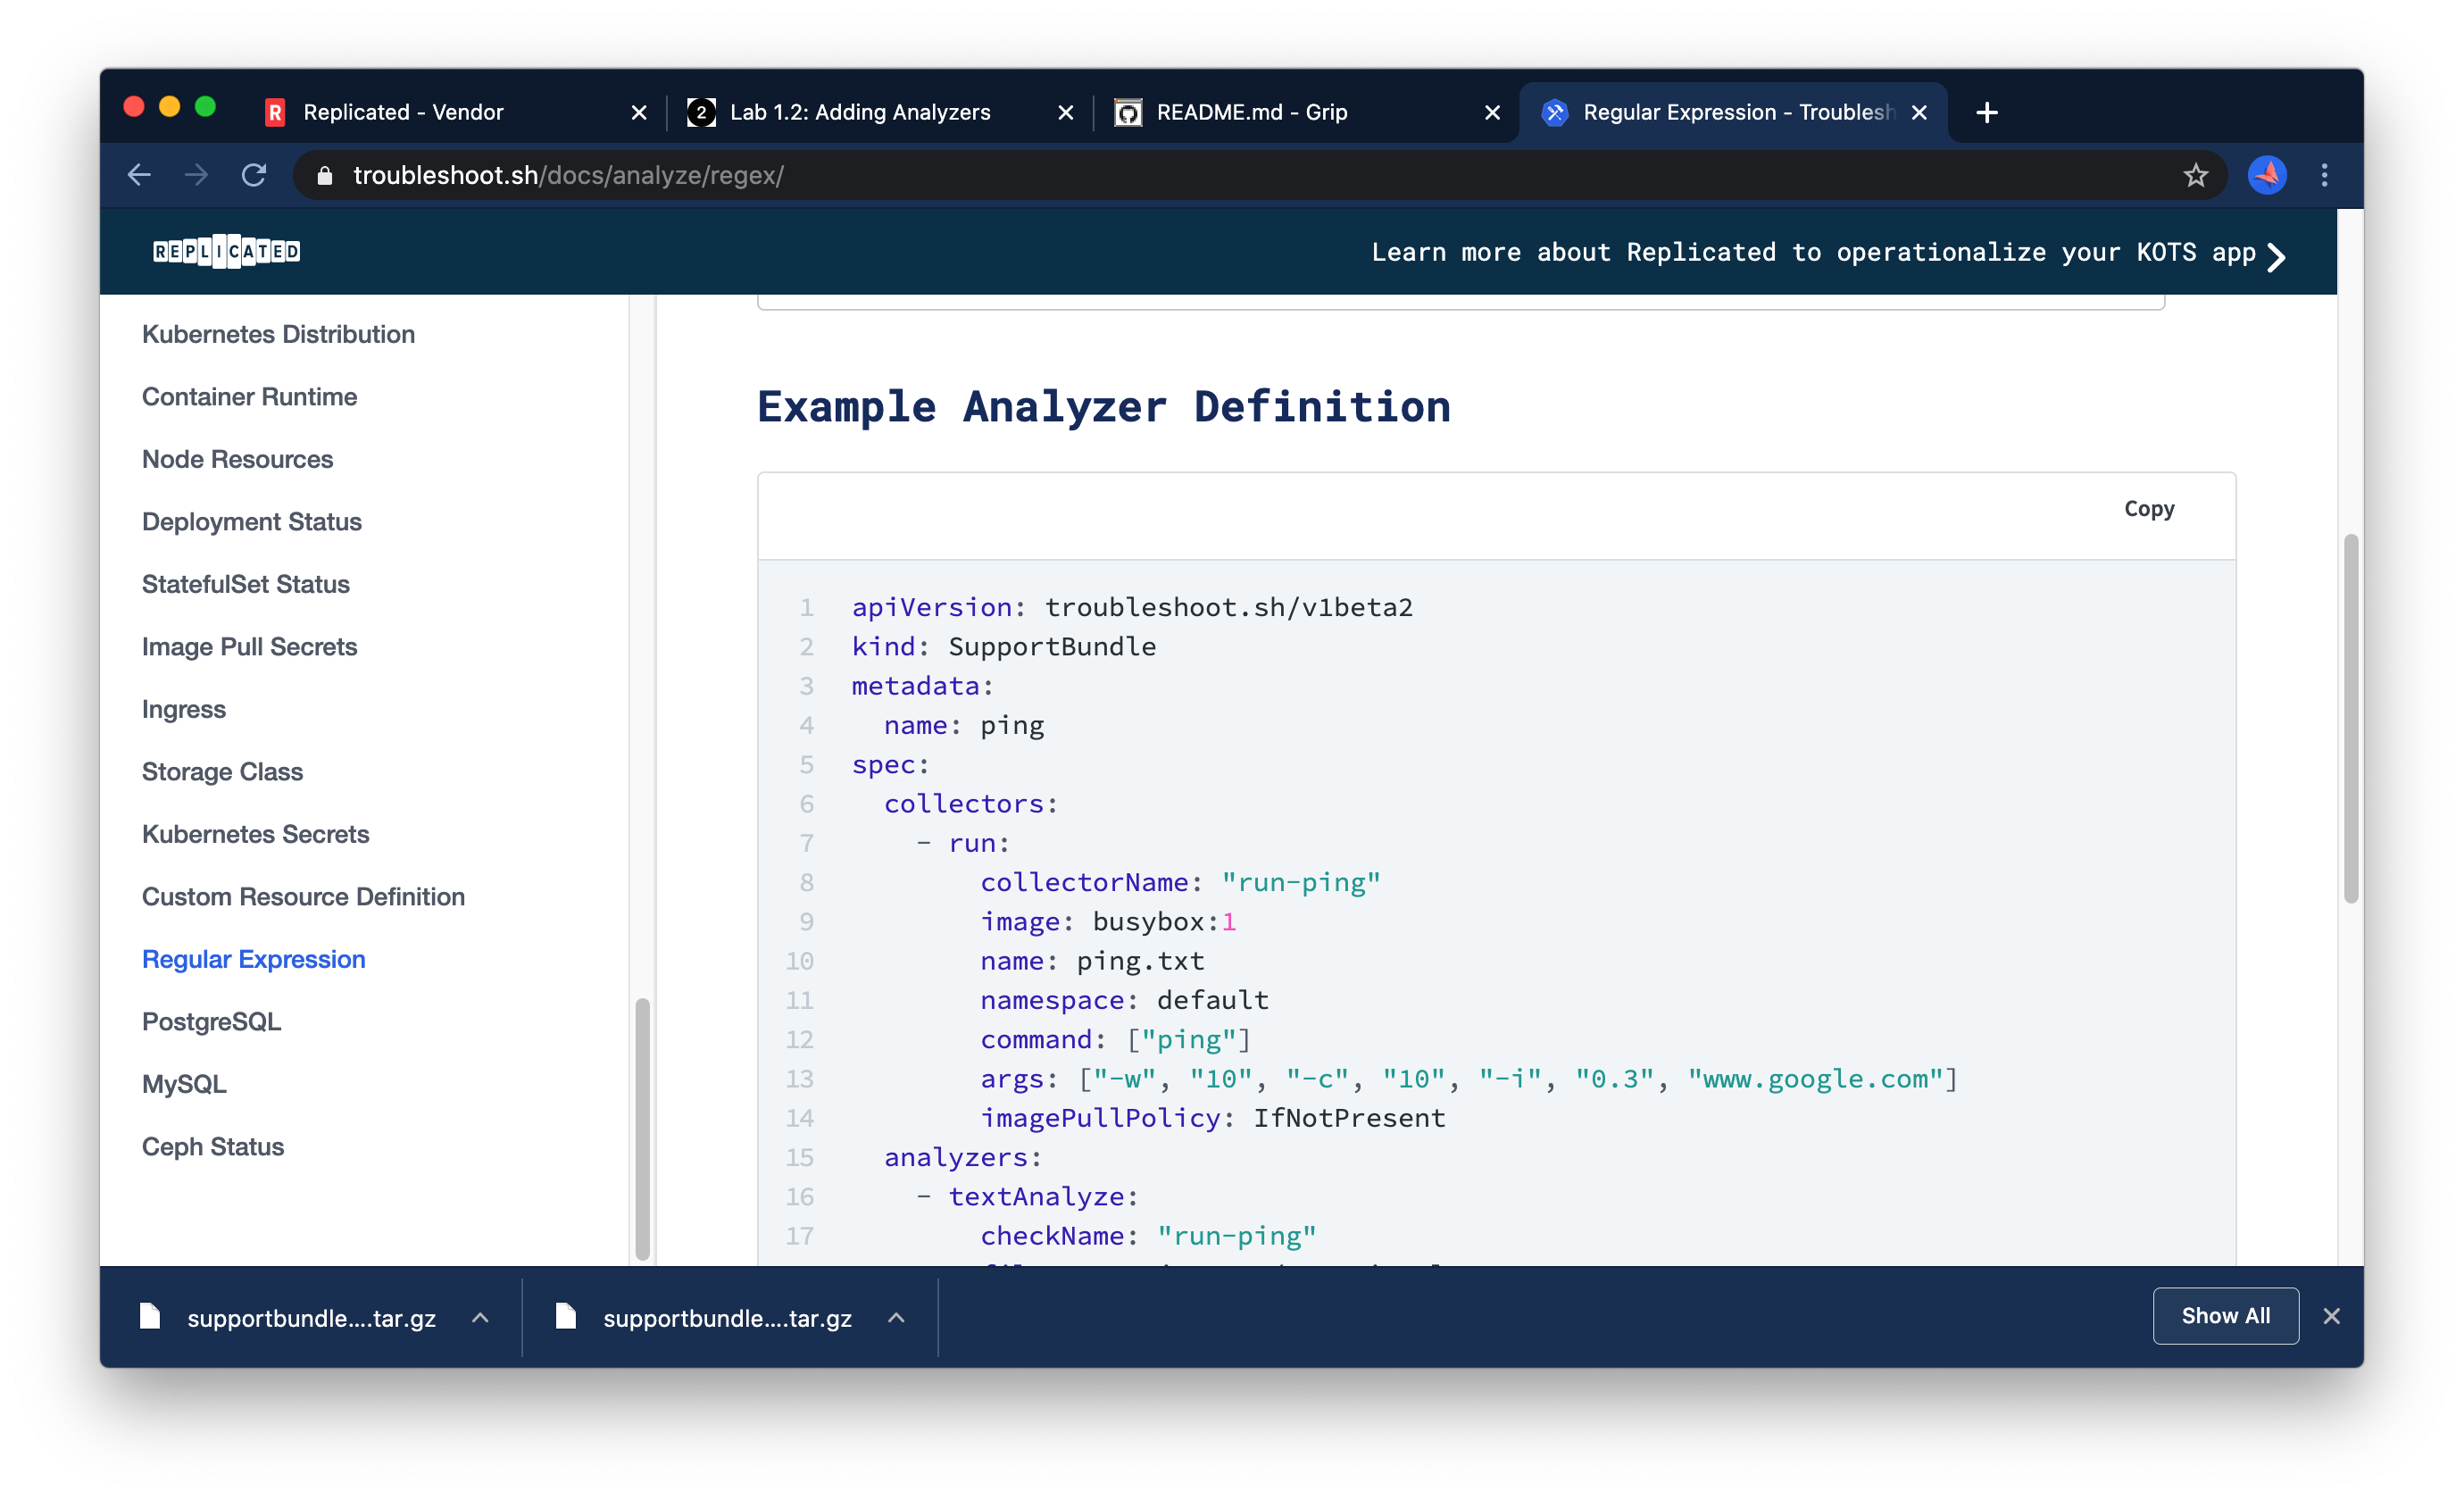 Replicated - Vendor
2 Lab 1.2: Adding Analyzers
README.md - Grip
Regular Expression - Troublesh
troubleshoot.sh/docs/analyze/regex/
REPLICATED
Learn more about Replicated to operationalize your KOTS app
Kubernetes Distribution
Container Runtime
Node Resources
Deployment Status
StatefulSet Status
Image Pull Secrets
Ingress
Storage Class
Kubernetes Secrets
Custom Resource Definition
Regular Expression
PostgreSQL
MySQL
Ceph Status
Example Analyzer Definition
Copy
1 apiVersion: troubleshoot.sh/v1beta2
2 kind: SupportBundle
3 metadata:
4   name: ping
5 spec:
6   collectors:
7     - run:
8         collectorName: "run-ping"
9         image: busybox:1
10         name: ping.txt
11         namespace: default
12         command: ["ping"]
13         args: ["-w", "10", "-c", "10", "-i", "0.3", "www.google.com"]
14         imagePullPolicy: IfNotPresent
15   analyzers:
16     - textAnalyze:
17         checkName: "run-ping"
supportbundle....tar.gz
supportbundle....tar.gz
Show All